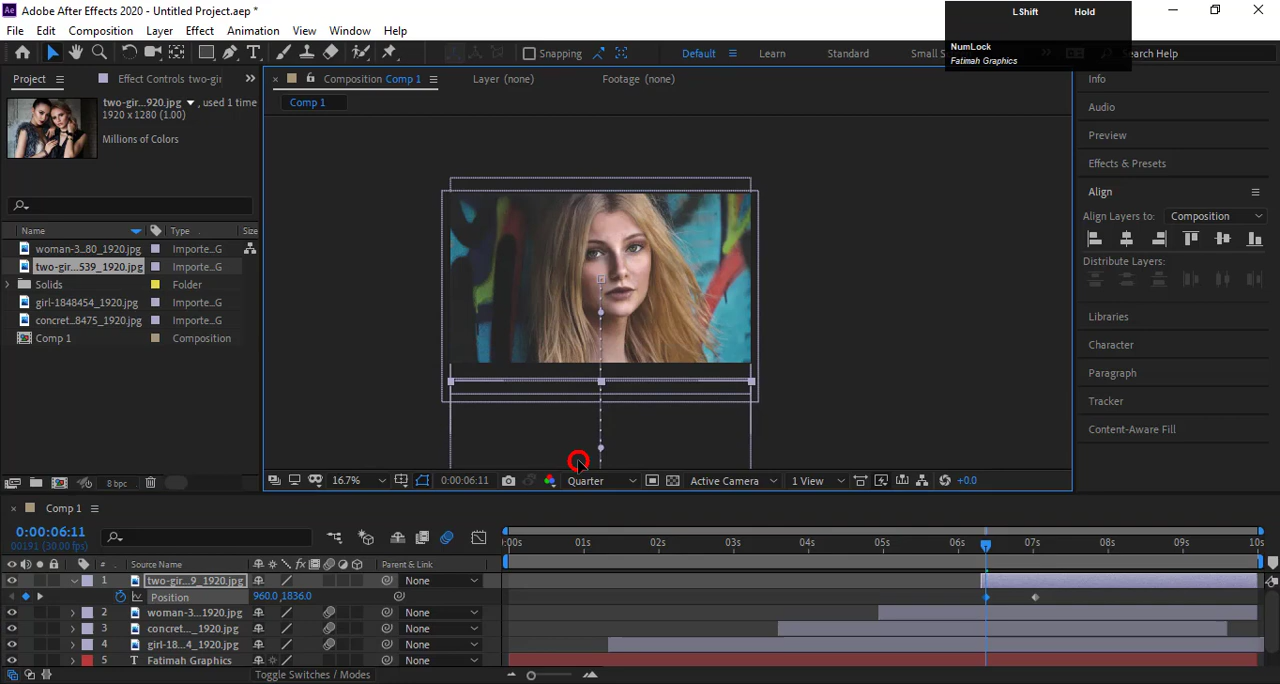 Adobe After Effects 2020 - Untitled Project.aep *
LShift Hold
NumLock
Fatimah Graphics
File Edit Composition Layer Effect Animation View Window Help
Snapping Default Learn Standard Small S Search Help
Project Effect Controls two-gir Composition Comp 1 Layer (none) Footage (none)
Comp 1
two-gir...920.jpg , used 1 time
1920 x 1280 (1.00)
Millions of Colors
Name Type Size
woman-3...80_1920.jpg Importe...G
two-gir...539_1920.jpg Importe...G
Solids Folder
girl-1848454_1920.jpg Importe...G
concret...8475_1920.jpg Importe...G
Comp 1 Composition
8 bpc
16.7% 0:00:06:11 Quarter Active Camera 1 View +0.0
Info
Audio
Preview
Effects & Presets
Align
Align Layers to: Composition
Distribute Layers:
Libraries
Character
Paragraph
Tracker
Content-Aware Fill
Comp 1
0:00:06:11
00191 (30.00 fps)
:00s 01s 02s 03s 04s 05s 06s 07s 08s 09s 10s
# Source Name Parent & Link
1 two-gir...9_1920.jpg None
Position 960.0 ,1836.0
2 woman-3...1920.jpg None
3 concret..._1920.jpg None
4 girl-18...4_1920.jpg None
5 T Fatimah Graphics None
Toggle Switches / Modes